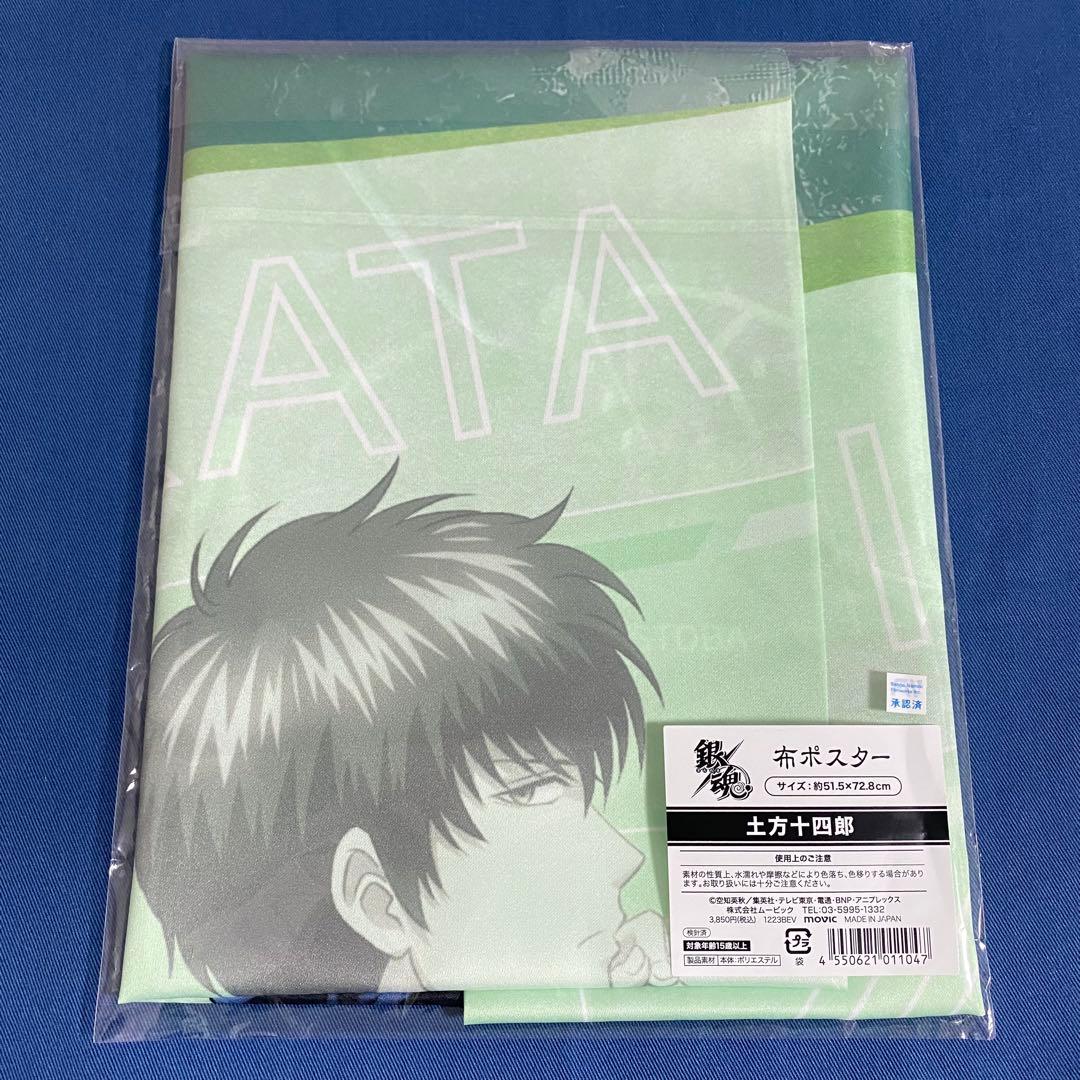 ATA
I
承認済
銀魂
布ポスター
サイズ:約51.5×72.8cm
土方十四郎
使用上のご注意
素材の性質上、水濡れや摩擦などにより色落ち、色移りする場合があり
ます。お取り扱いには十分ご注意ください。
©空知英秋/集英社・テレビ東京・電通・BNP・アニプレックス
株式会社ムービック TEL:03-5995-1332
3,850円(税込) 1223BEV movic MADE IN JAPAN
検針済
対象年齢15歳以上
製品素材 本体:ポリエステル
プラ
袋
4 550621 011047